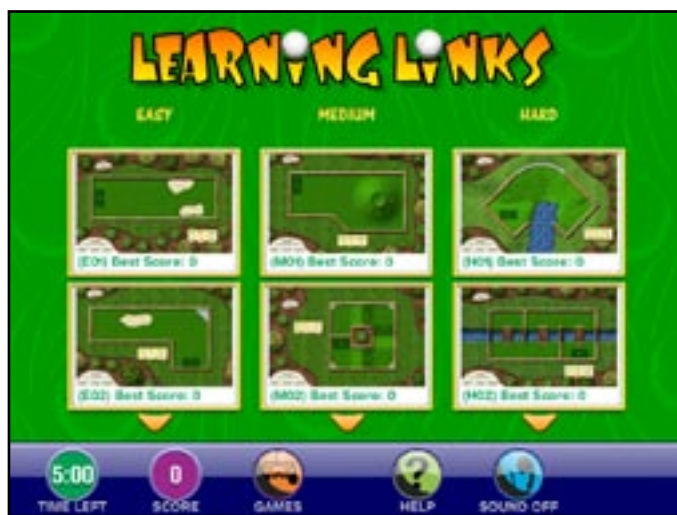 LEARNING LINKS
EASY MEDIUM HARD
(E01) Best Score: 0 (M01) Best Score: 0 (H01) Best Score: 0
(E02) Best Score: 0 (M02) Best Score: 0 (H02) Best Score: 0
5:00 0
TIME LEFT SCORE GAMES HELP SOUND OFF